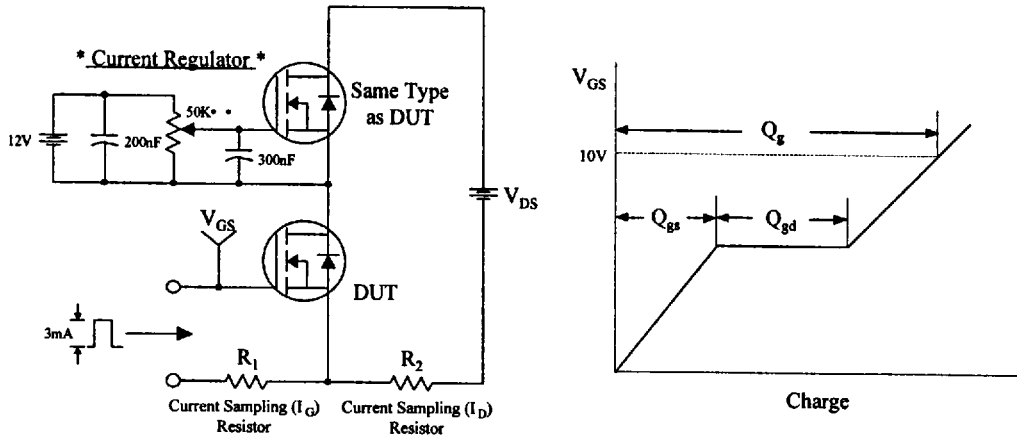 * Current Regulator *
50K
12V
200nF
300nF
Same Type
as DUT
V_DS
V_GS
DUT
3mA
R_1
R_2
Current Sampling (I_G)
Resistor
Current Sampling (I_D)
Resistor
V_GS
Q_g
10V
Q_gs
Q_gd
Charge